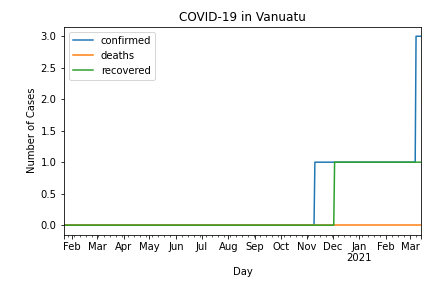 COVID-19 in Vanuatu
confirmed
deaths
recovered
Number of Cases
3.0
2.5
2.0
1.5
1.0
0.5
0.0
Feb Mar Apr May Jun Jul Aug Sep Oct Nov Dec Jan Feb Mar
2021
Day